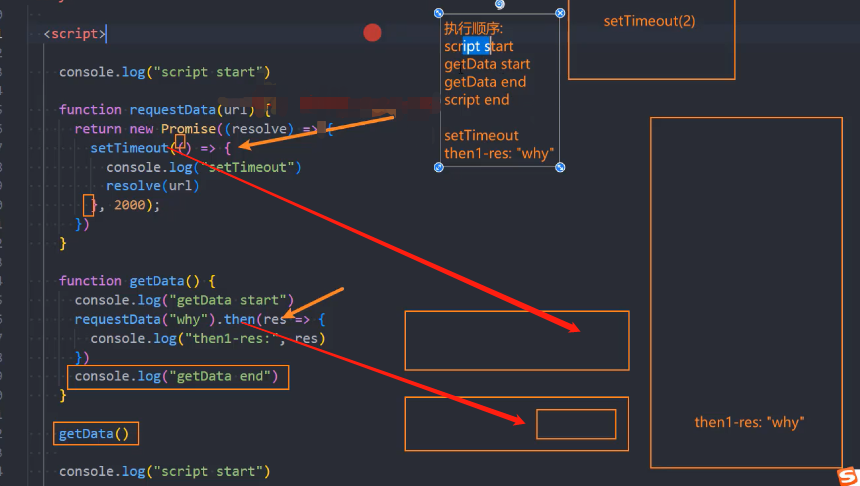 <script>
console.log("script start")
function requestData(url) {
return new Promise((resolve) => {
setTimeout(() => {
console.log("setTimeout")
resolve(url)
}, 2000);
})
}
function getData() {
console.log("getData start")
requestData("why").then(res => {
console.log("then1-res:", res)
})
console.log("getData end")
}
getData()
console.log("script start")
执行顺序:
script start
getData start
getData end
script end
setTimeout
then1-res: "why"
setTimeout(2)
then1-res: "why"
S